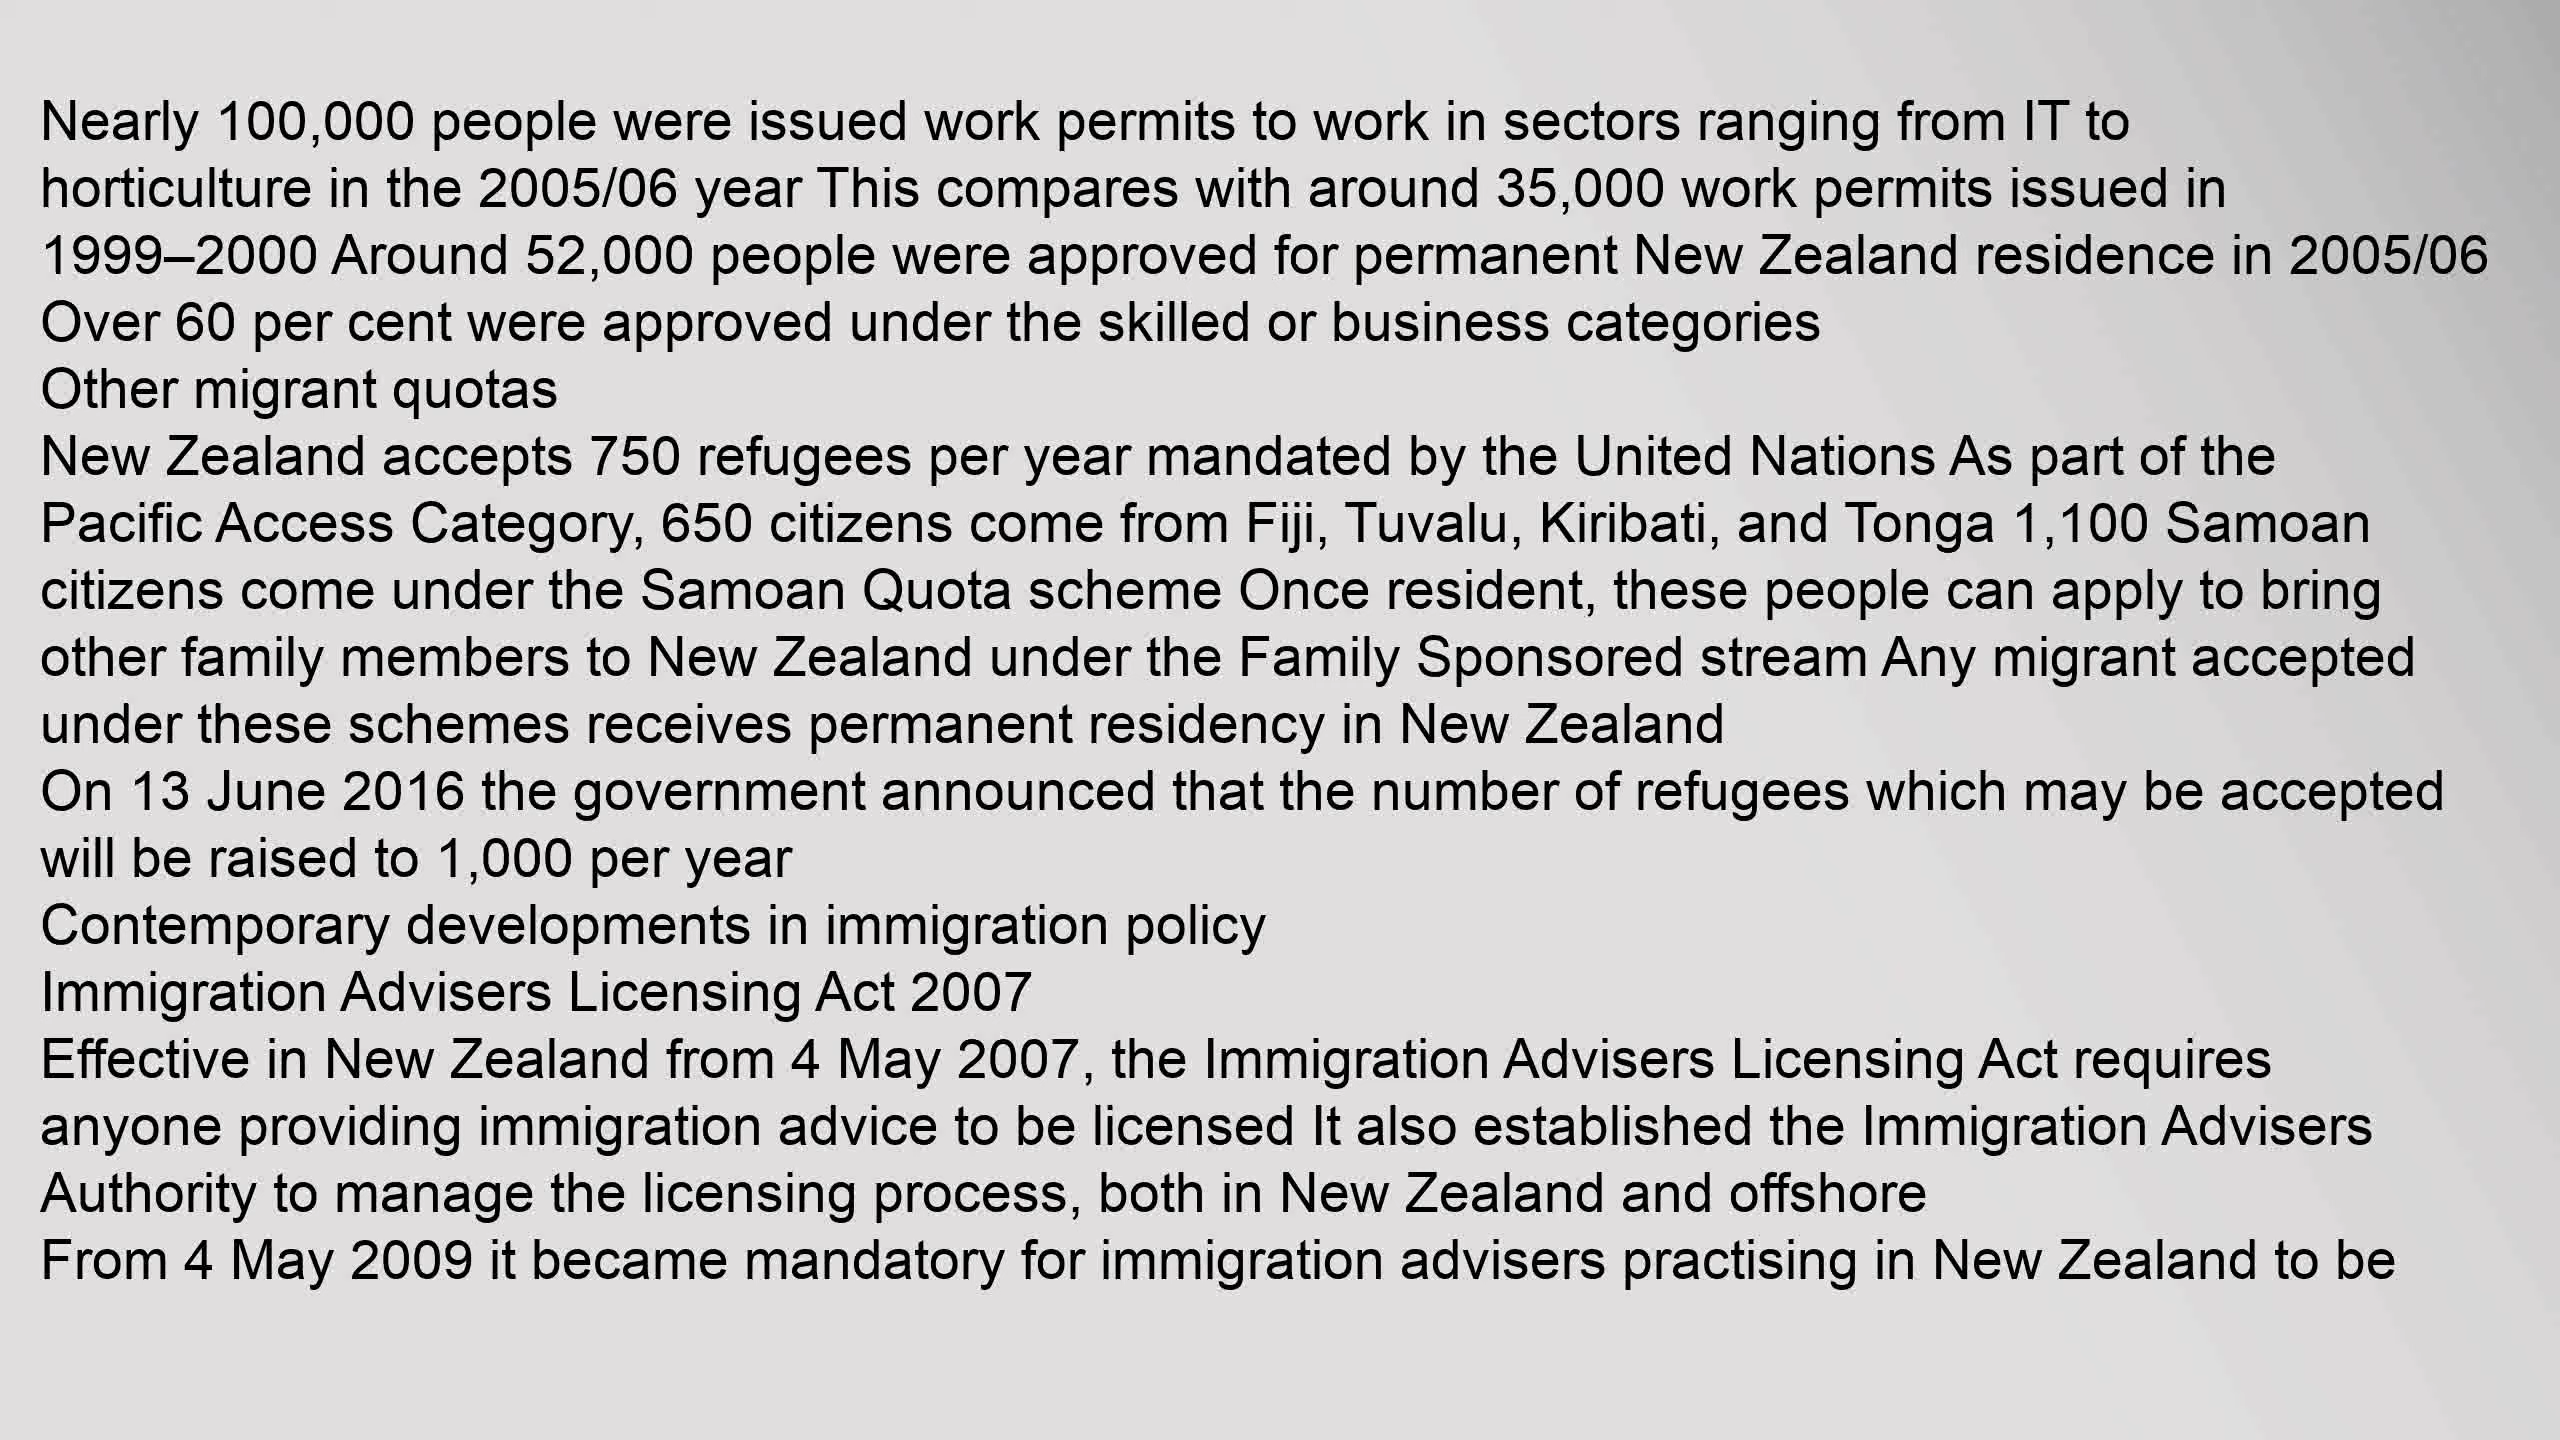 Nearly 100,000 people were issued work permits to work in sectors ranging from IT to
horticulture in the 2005/06 year This compares with around 35,000 work permits issued in
1999–2000 Around 52,000 people were approved for permanent New Zealand residence in 2005/06
Over 60 per cent were approved under the skilled or business categories
Other migrant quotas
New Zealand accepts 750 refugees per year mandated by the United Nations As part of the
Pacific Access Category, 650 citizens come from Fiji, Tuvalu, Kiribati, and Tonga 1,100 Samoan
citizens come under the Samoan Quota scheme Once resident, these people can apply to bring
other family members to New Zealand under the Family Sponsored stream Any migrant accepted
under these schemes receives permanent residency in New Zealand
On 13 June 2016 the government announced that the number of refugees which may be accepted
will be raised to 1,000 per year
Contemporary developments in immigration policy
Immigration Advisers Licensing Act 2007
Effective in New Zealand from 4 May 2007, the Immigration Advisers Licensing Act requires
anyone providing immigration advice to be licensed It also established the Immigration Advisers
Authority to manage the licensing process, both in New Zealand and offshore
From 4 May 2009 it became mandatory for immigration advisers practising in New Zealand to be